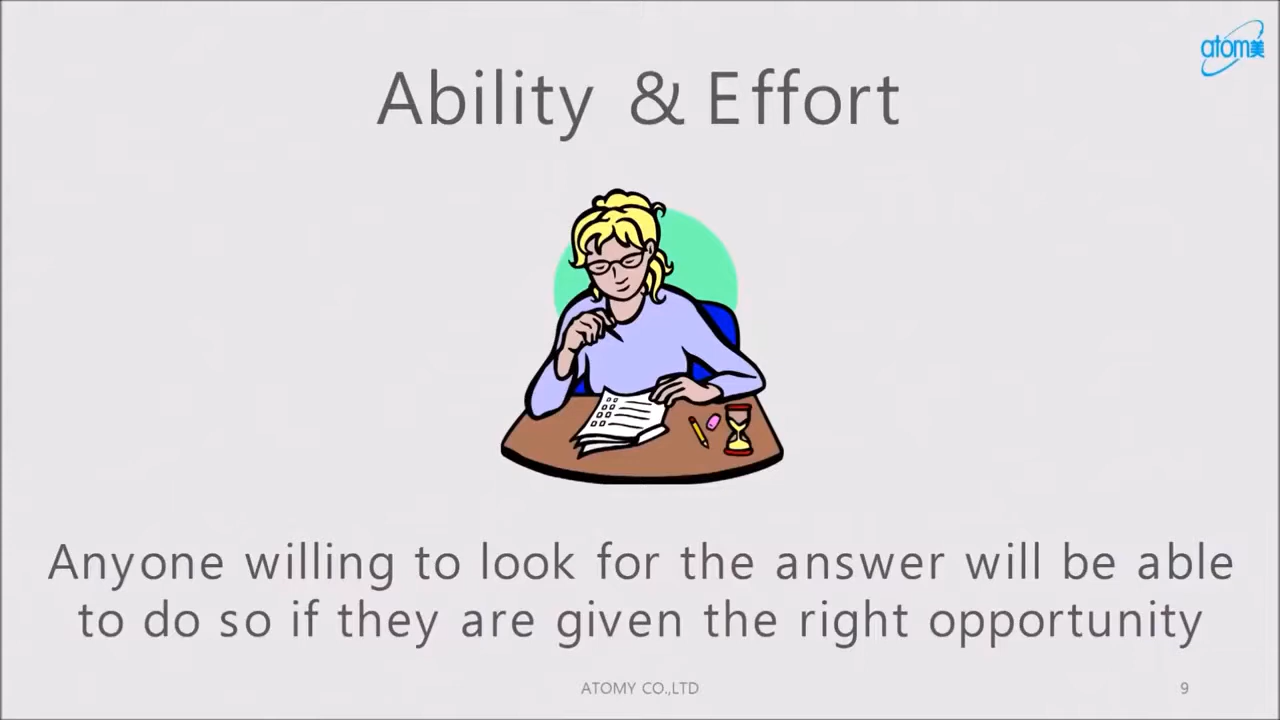 atom美
Ability & Effort
Anyone willing to look for the answer will be able
to do so if they are given the right opportunity
ATOMY CO.,LTD
9